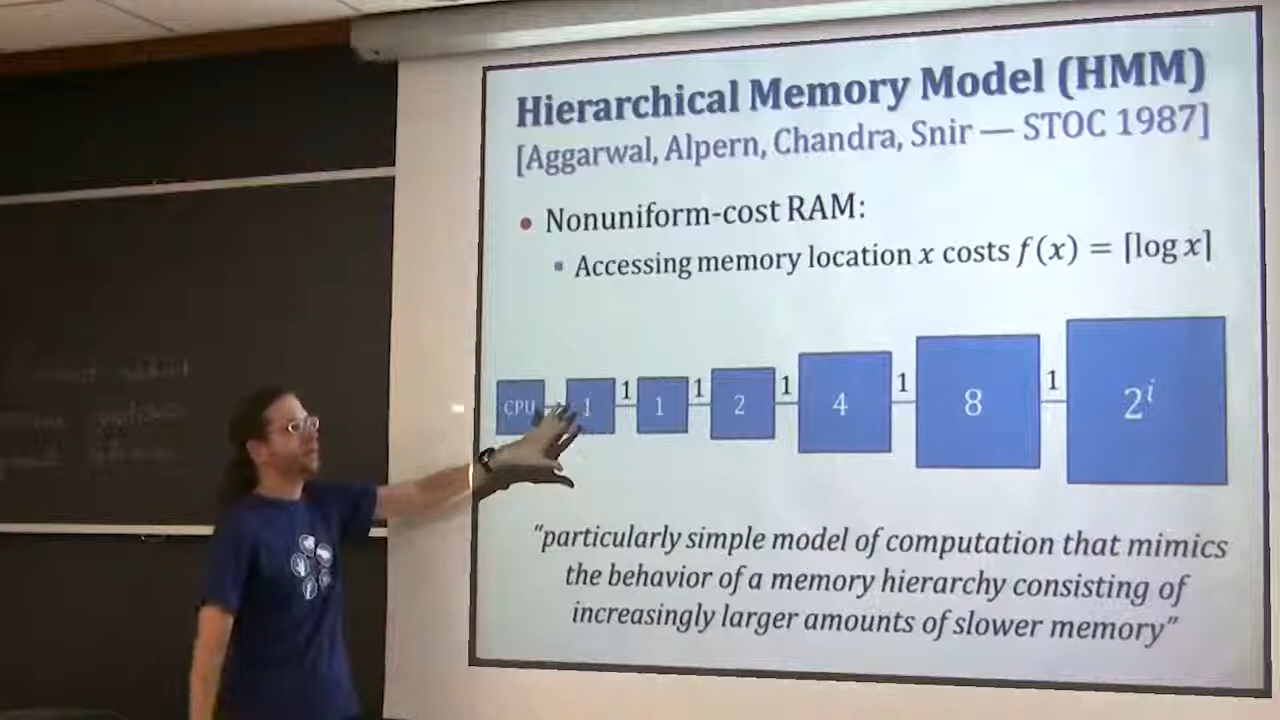 Hierarchical Memory Model (HMM)
[Aggarwal, Alpern, Chandra, Snir — STOC 1987]
• Nonuniform-cost RAM:
▪ Accessing memory location x costs f(x) = ⌈log x⌉
CPU 1 1 1 1 2 1 4 1 8 1 2^i
“particularly simple model of computation that mimics
the behavior of a memory hierarchy consisting of
increasingly larger amounts of slower memory”